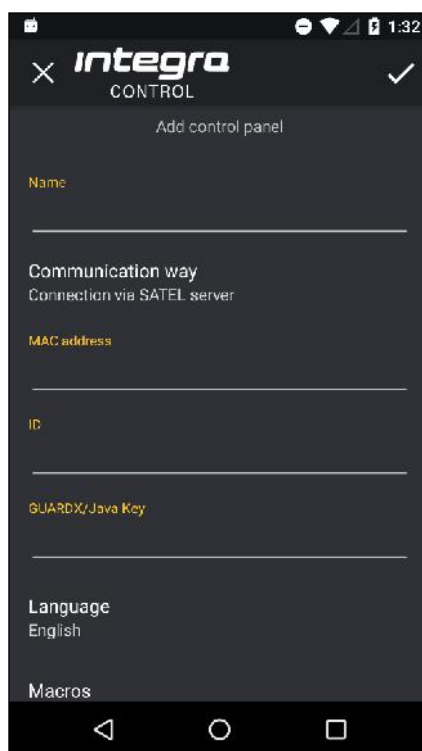 1:32
integra
CONTROL
Add control panel
Name
Communication way
Connection via SATEL server
MAC address
ID
GUARDX/Java Key
Language
English
Macros